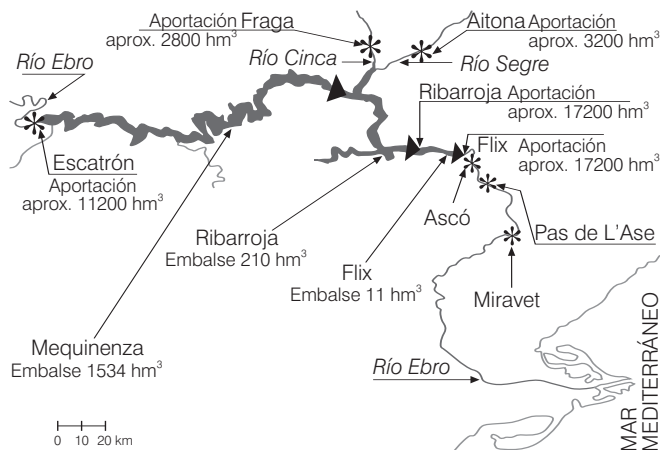 Aportación Fraga
aprox. 2800 hm³
Aitona Aportación
aprox. 3200 hm³
Río Cinca
Río Segre
Río Ebro
Ribarroja Aportación
aprox. 17200 hm³
Flix Aportación
aprox. 17200 hm³
Escatrón
Aportación
aprox. 11200 hm³
Ascó
Pas de L'Ase
Ribarroja
Embalse 210 hm³
Flix
Embalse 11 hm³
Miravet
Mequinenza
Embalse 1534 hm³
Río Ebro
MAR
MEDITERRÁNEO
0 10 20 km